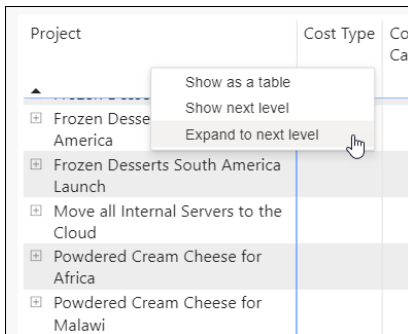 Project
Cost Type
Co
Ca
Show as a table
Show next level
Expand to next level
Frozen Desse
America
Frozen Desserts South America
Launch
Move all Internal Servers to the
Cloud
Powdered Cream Cheese for
Africa
Powdered Cream Cheese for
Malawi